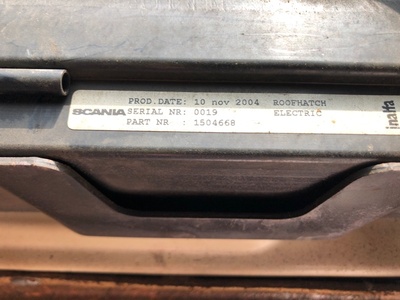 PROD.DATE: 10 nov 2004 ROOFHATCH
SCANIA SERIAL NR: 0019 ELECTRIC
PART NR : 1504668
inalfa